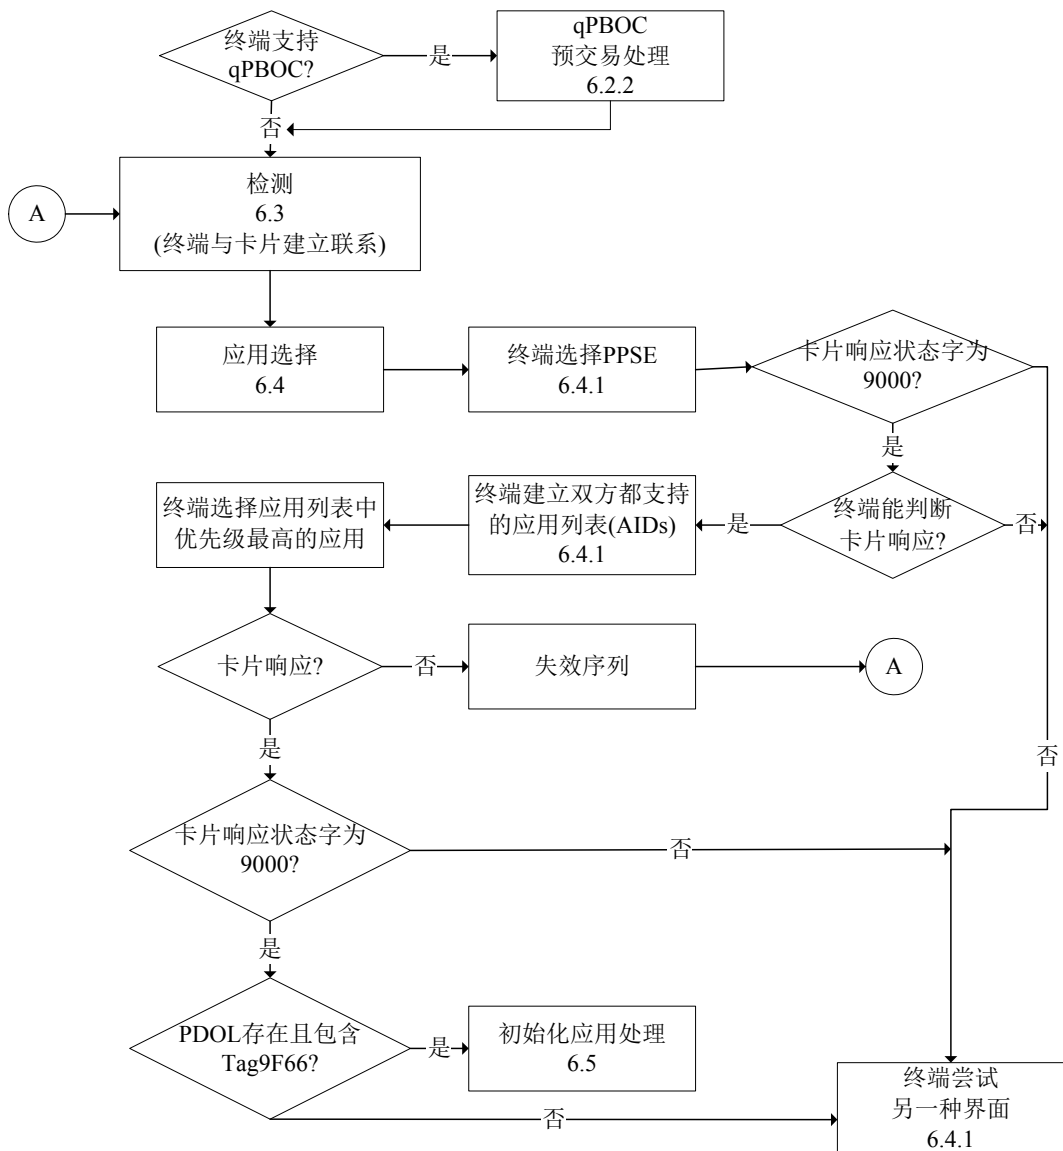 终端支持
qPBOC?
是
qPBOC
预交易处理
6.2.2
否
A
检测
6.3
(终端与卡片建立联系)
应用选择
6.4
终端选择PPSE
6.4.1
卡片响应状态字为
9000?
是
终端选择应用列表中
优先级最高的应用
终端建立双方都支持
的应用列表(AIDs)
6.4.1
是
终端能判断
卡片响应?
否
卡片响应?
否
失效序列
A
是
否
卡片响应状态字为
9000?
否
是
PDOL存在且包含
Tag9F66?
是
初始化应用处理
6.5
否
终端尝试
另一种界面
6.4.1